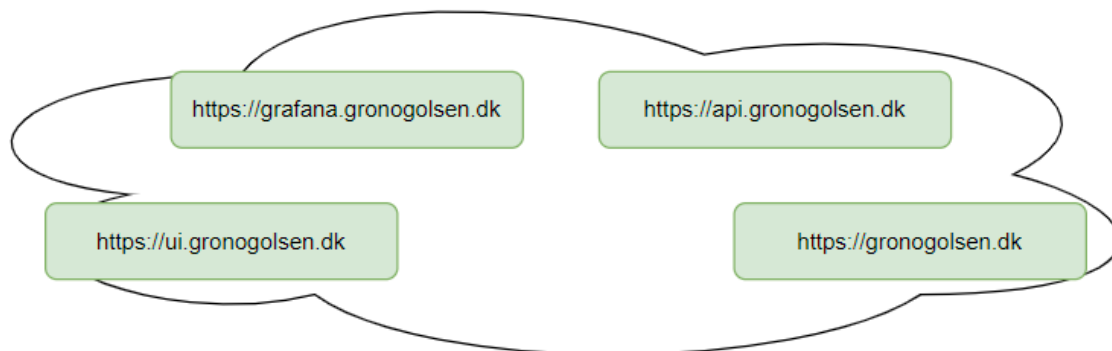 https://grafana.gronogolsen.dk
https://api.gronogolsen.dk
https://ui.gronogolsen.dk
https://gronogolsen.dk